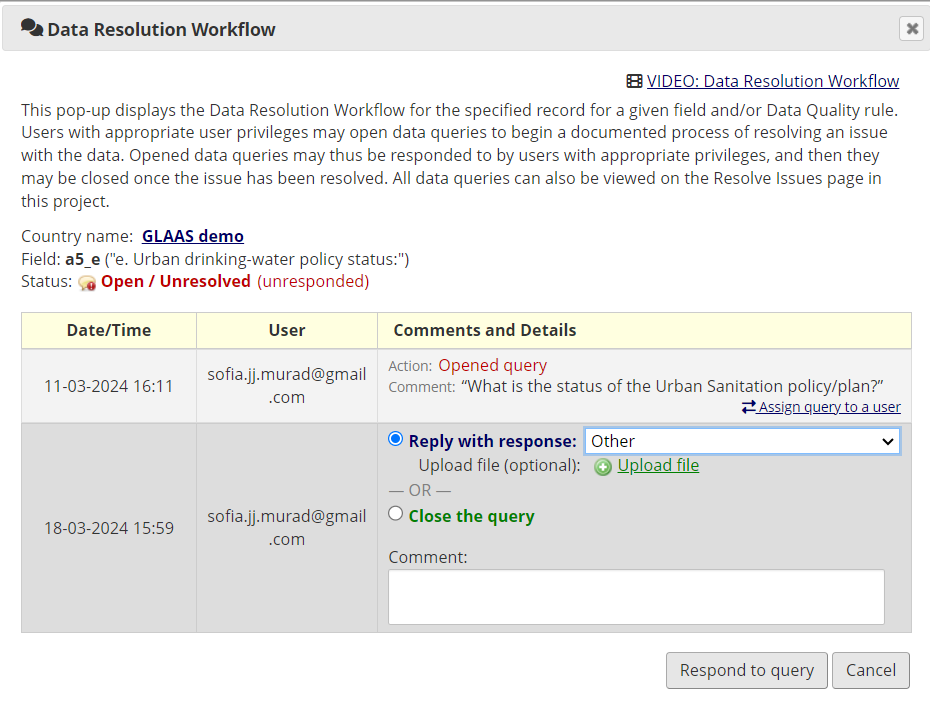 Data Resolution Workflow
VIDEO: Data Resolution Workflow
This pop-up displays the Data Resolution Workflow for the specified record for a given field and/or Data Quality rule.
Users with appropriate user privileges may open data queries to begin a documented process of resolving an issue
with the data. Opened data queries may thus be responded to by users with appropriate privileges, and then they
may be closed once the issue has been resolved. All data queries can also be viewed on the Resolve Issues page in
this project.
Country name: GLAAS demo
Field: a5_e ("e. Urban drinking-water policy status:")
Status: Open / Unresolved (unresponded)
Date/Time User Comments and Details
11-03-2024 16:11
sofia.jj.murad@gmail
.com
Action: Opened query
Comment: “What is the status of the Urban Sanitation policy/plan?”
Assign query to a user
18-03-2024 15:59
sofia.jj.murad@gmail
.com
Reply with response: Other
Upload file (optional): Upload file
— OR —
Close the query
Comment:
Respond to query Cancel